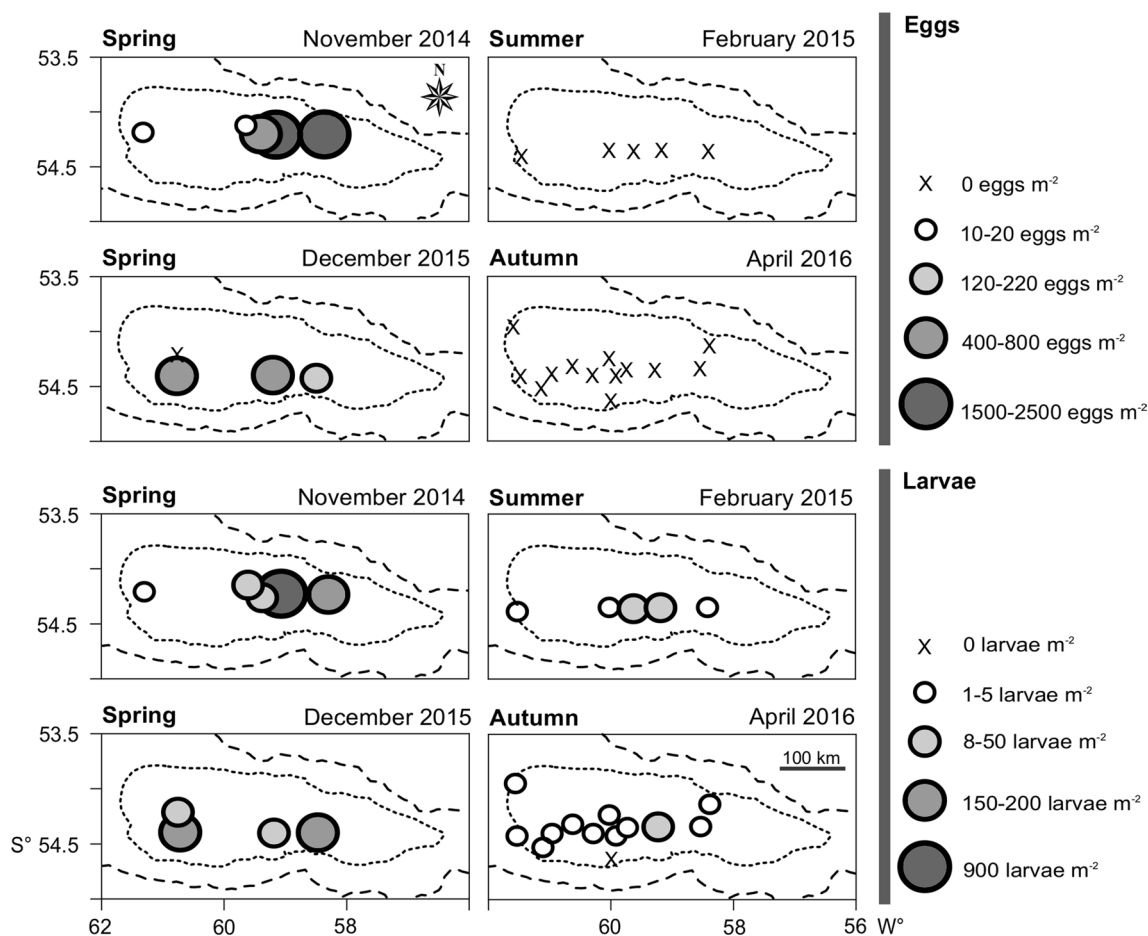 Spring November 2014
Summer February 2015
Eggs
53.5
N
54.5
X 0 eggs m-2
10-20 eggs m-2
Spring December 2015
Autumn April 2016
120-220 eggs m-2
53.5
400-800 eggs m-2
54.5
1500-2500 eggs m-2
Spring November 2014
Summer February 2015
Larvae
53.5
54.5
X 0 larvae m-2
1-5 larvae m-2
Spring December 2015
Autumn April 2016
53.5
8-50 larvae m-2
100 km
150-200 larvae m-2
S° 54.5
900 larvae m-2
62 60 58 60 58 56 W°